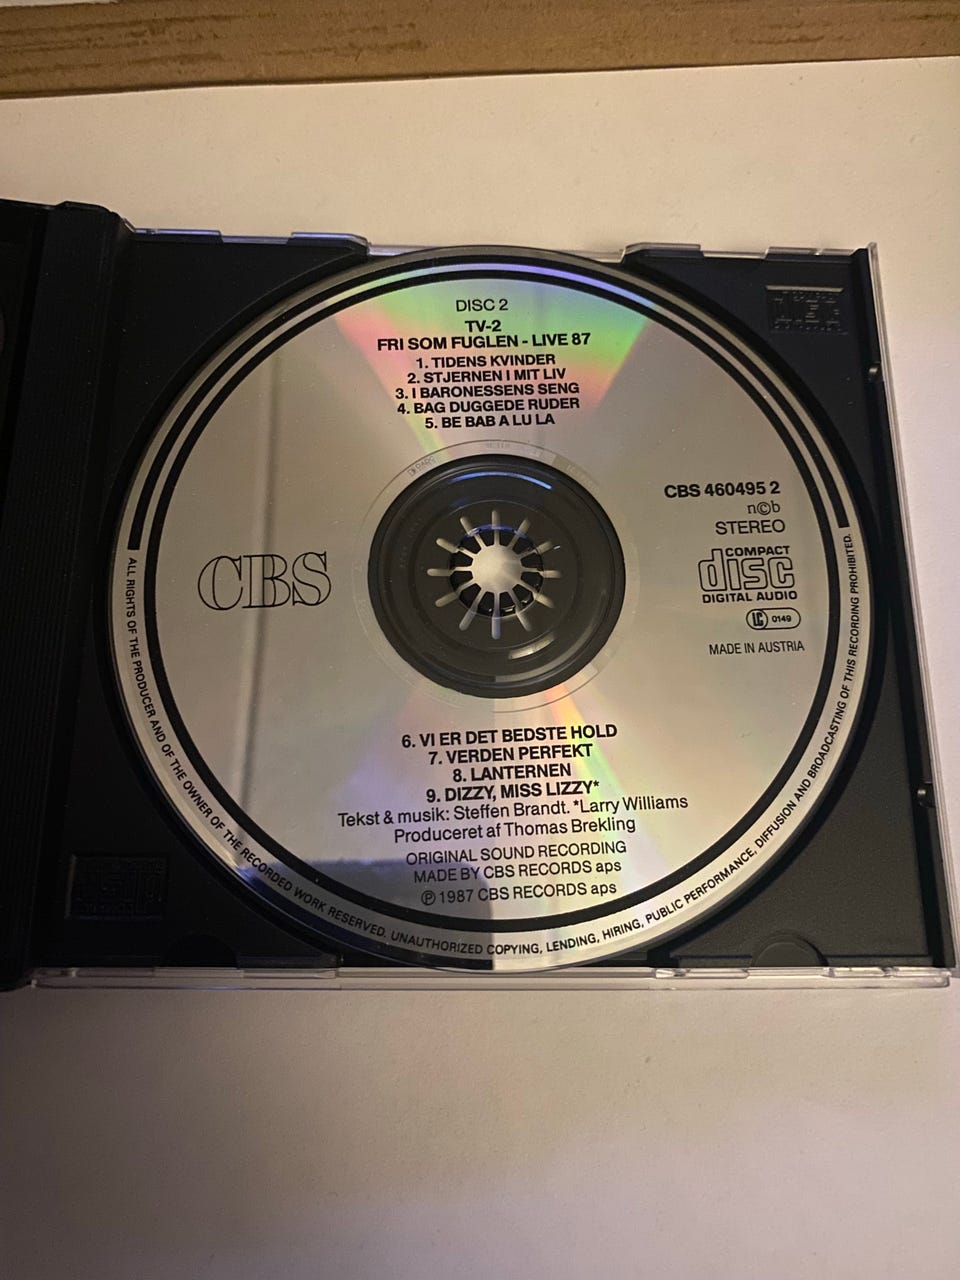 DISC 2
TV-2
FRI SOM FUGLEN - LIVE 87
1. TIDENS KVINDER
2. STJERNEN I MIT LIV
3. I BARONESSENS SENG
4. BAG DUGGEDE RUDER
5. BE BAB A LU LA
CBS 460495 2
n©b
STEREO
COMPACT
disc
DIGITAL AUDIO
LC 0149
MADE IN AUSTRIA
CBS
6. VI ER DET BEDSTE HOLD
7. VERDEN PERFEKT
8. LANTERNEN
9. DIZZY, MISS LIZZY*
Tekst & musik: Steffen Brandt. *Larry Williams
Produceret af Thomas Brekling
ORIGINAL SOUND RECORDING
MADE BY CBS RECORDS aps
℗ 1987 CBS RECORDS aps
ALL RIGHTS OF THE PRODUCER AND OF THE OWNER OF THE RECORDED WORK RESERVED. UNAUTHORIZED COPYING, LENDING, HIRING, PUBLIC PERFORMANCE, DIFFUSION AND BROADCASTING OF THIS RECORDING PROHIBITED.